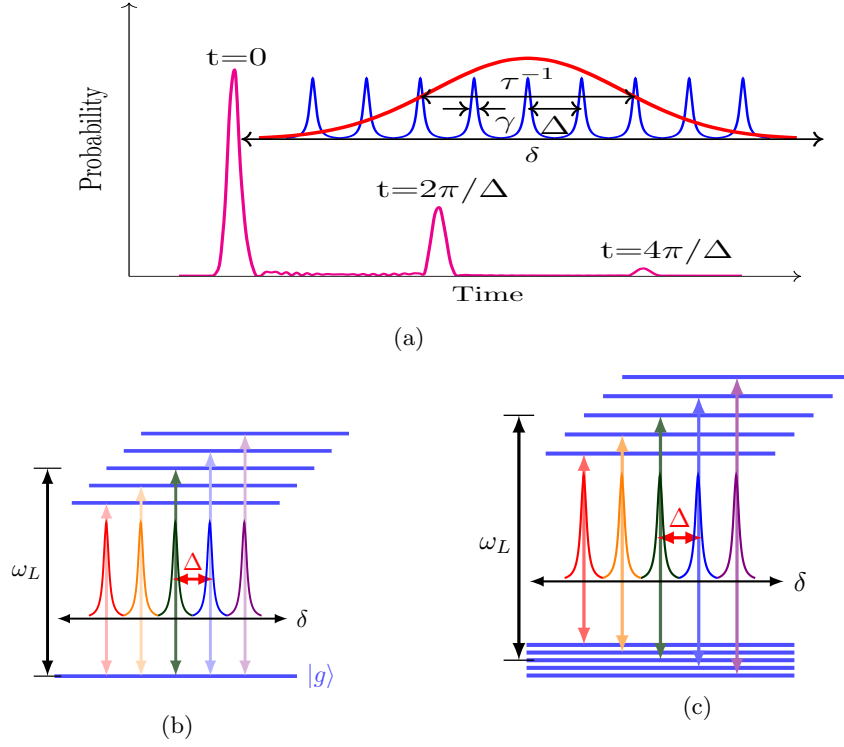 t=0
τ⁻¹
γ
Δ
δ
Probability
t=2π/Δ
t=4π/Δ
Time
(a)
ω_L
Δ
δ
|g⟩
(b)
ω_L
Δ
δ
(c)